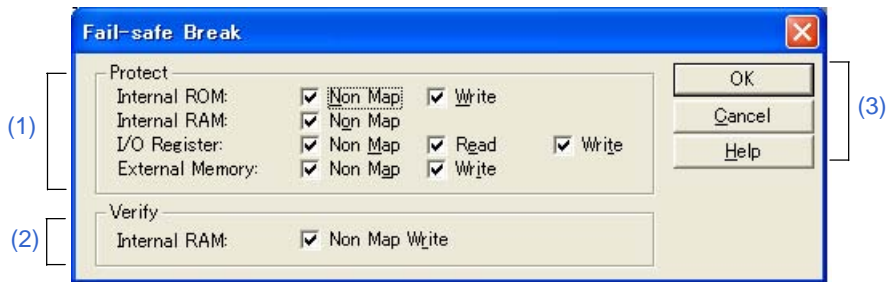 Fail-safe Break
(1)
Protect
Internal ROM: Non Map Write
Internal RAM: Non Map
I/O Register: Non Map Read Write
External Memory: Non Map Write
(2)
Verify
Internal RAM: Non Map Write
OK
Cancel
Help
(3)